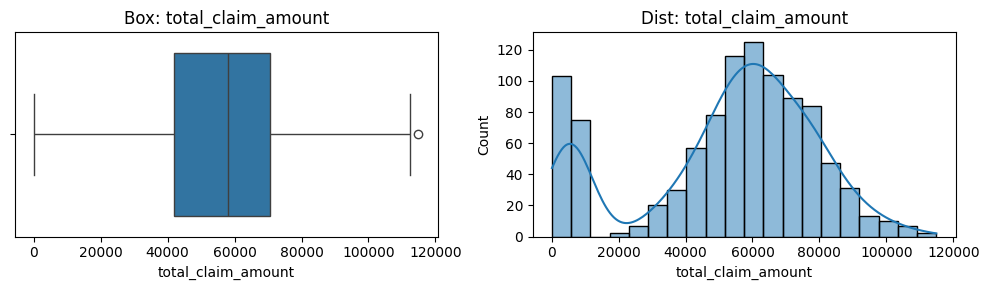 Box: total_claim_amount
0 20000 40000 60000 80000 100000 120000
total_claim_amount
Dist: total_claim_amount
Count
120
100
80
60
40
20
0
0 20000 40000 60000 80000 100000 120000
total_claim_amount